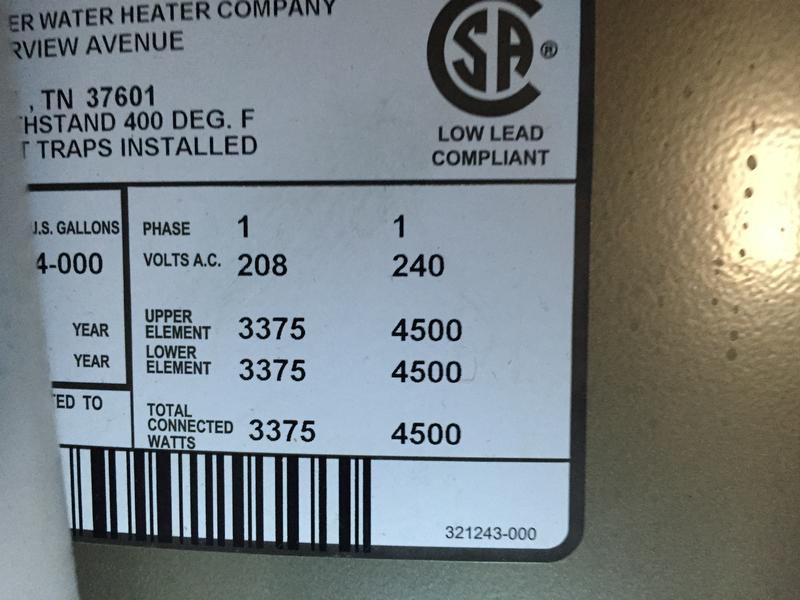 ER WATER HEATER COMPANY
RVIEW AVENUE
, TN 37601
HSTAND 400 DEG. F
T TRAPS INSTALLED
SA ®
LOW LEAD
COMPLIANT
U.S. GALLONS
4-000
YEAR
YEAR
TED TO
PHASE 1 1
VOLTS A.C. 208 240
UPPER
ELEMENT 3375 4500
LOWER
ELEMENT 3375 4500
TOTAL
CONNECTED
WATTS 3375 4500
321243-000